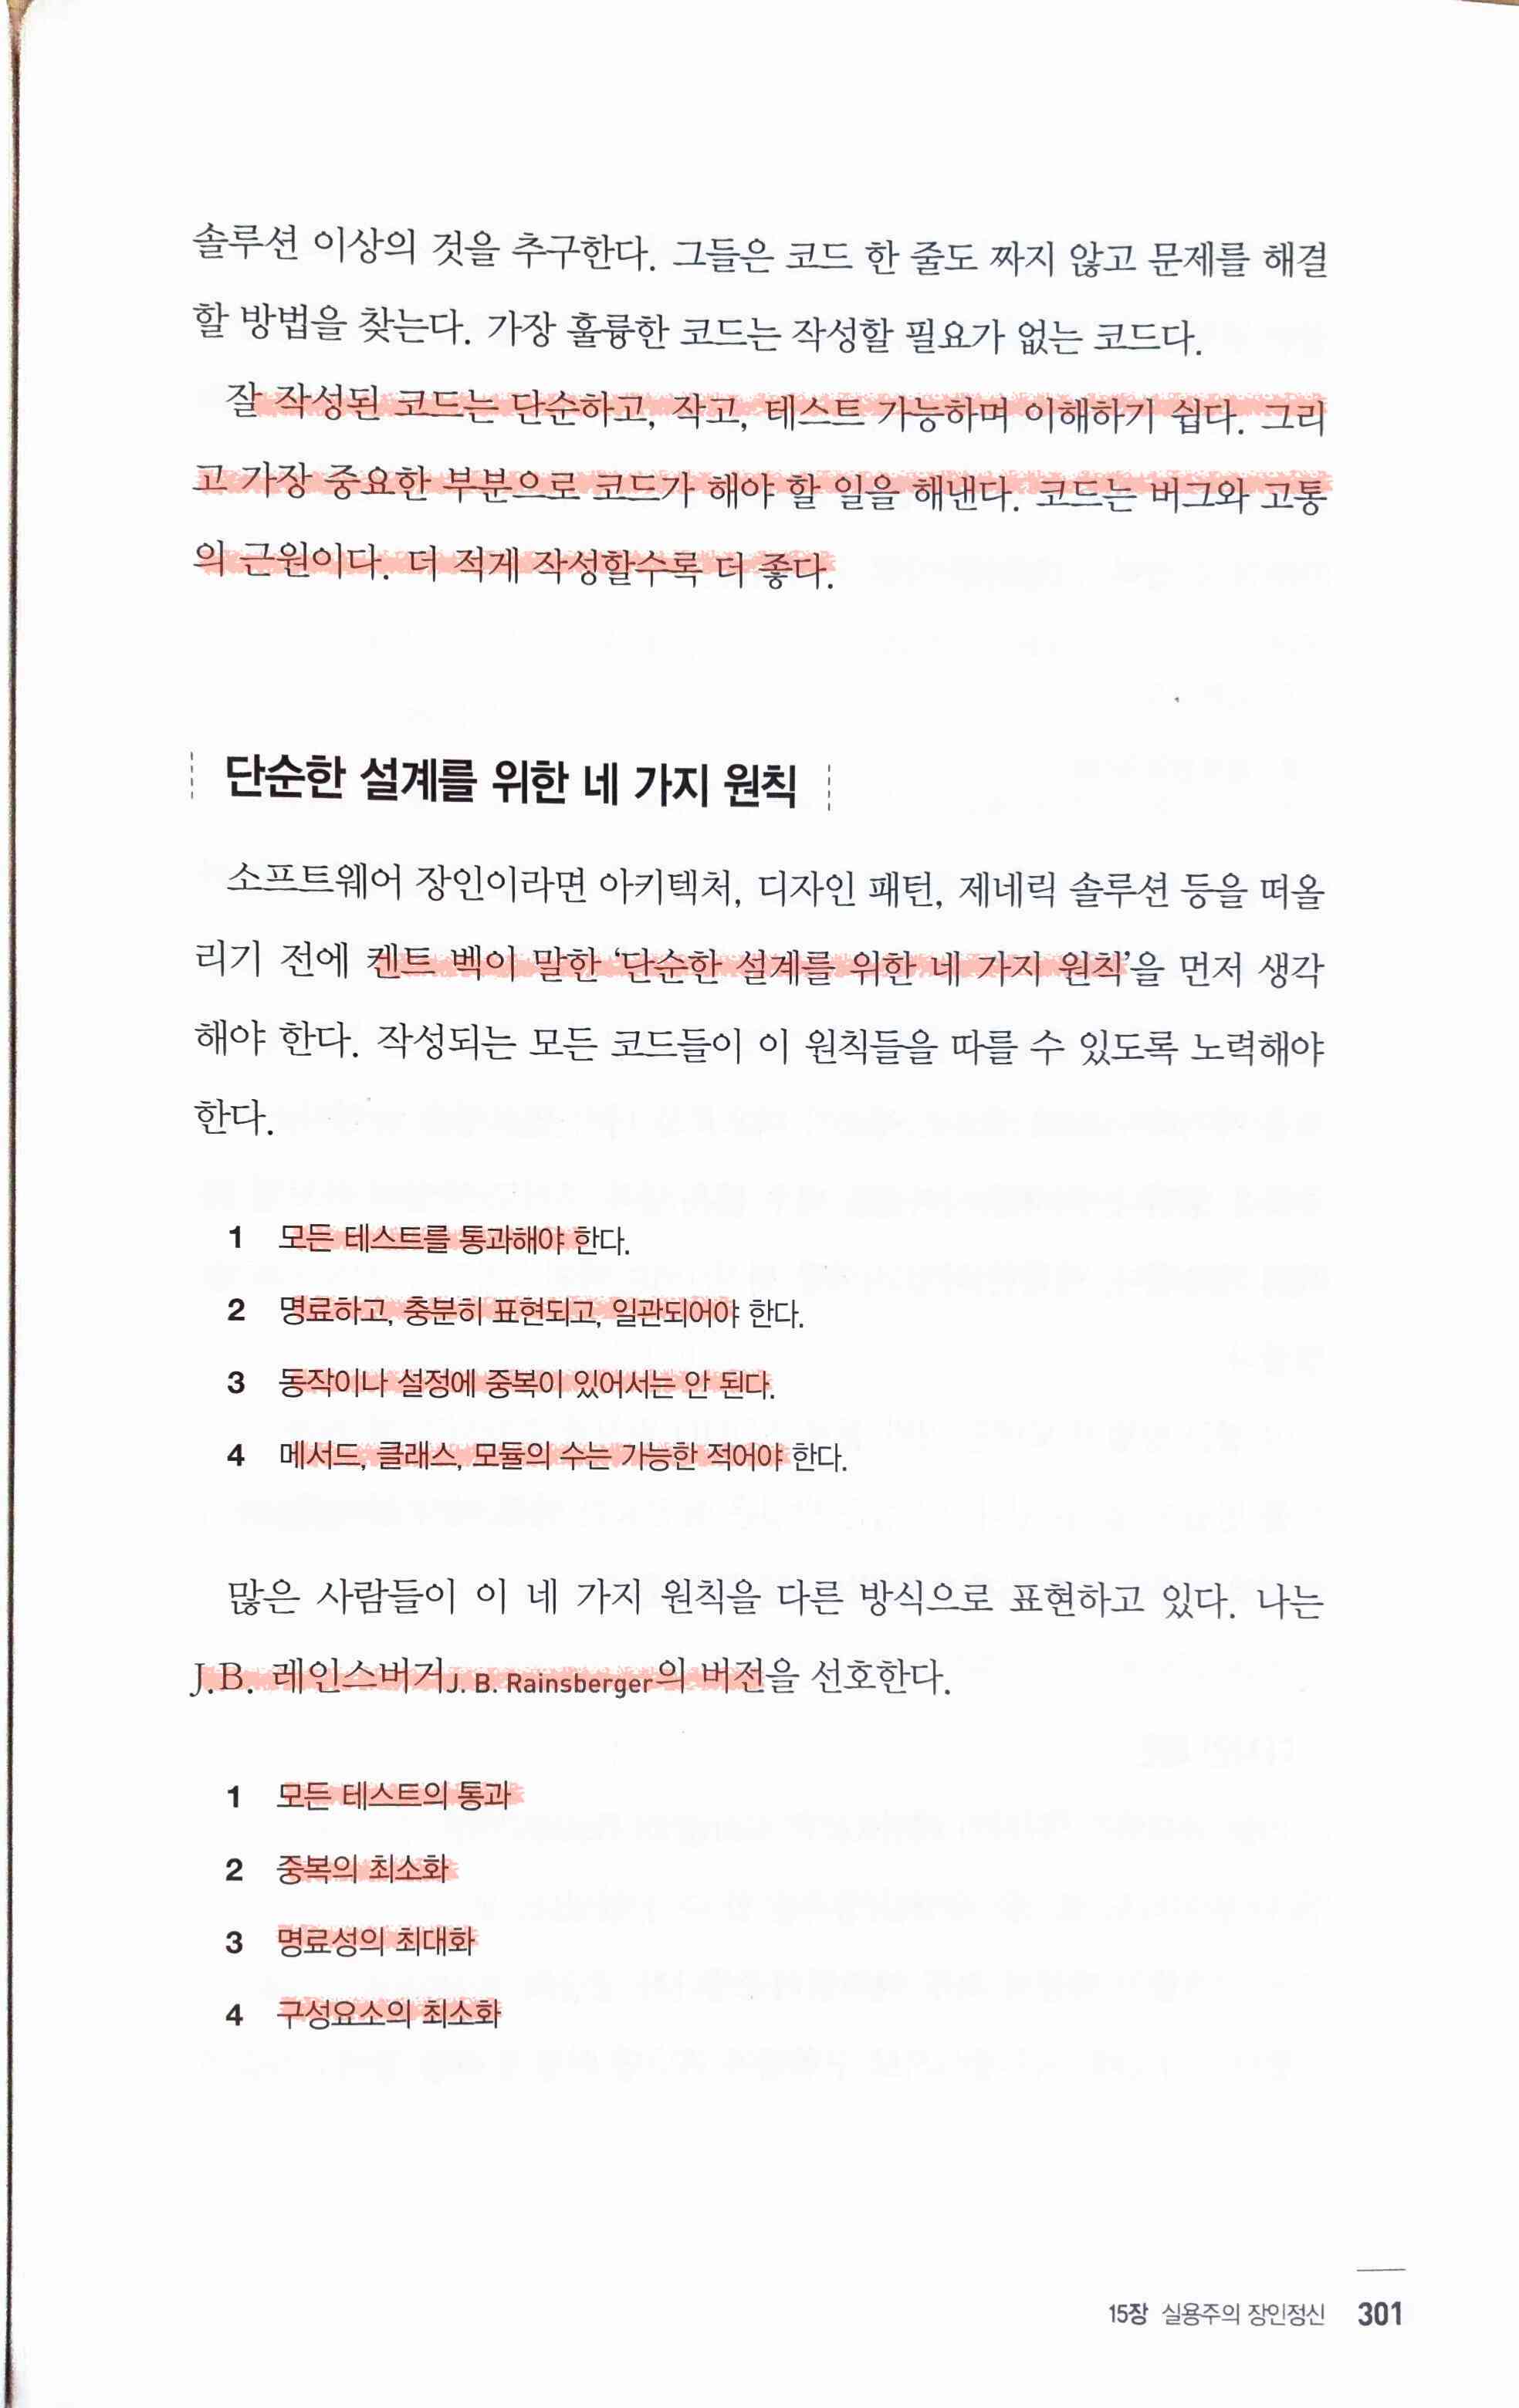 솔루션 이상의 것을 추구한다. 그들은 코드 한 줄도 짜지 않고 문제를 해결
할 방법을 찾는다. 가장 훌륭한 코드는 작성할 필요가 없는 코드다.
잘 작성된 코드는 단순하고, 작고, 테스트 가능하며 이해하기 쉽다. 그리
고 가장 중요한 부분으로 코드가 해야 할 일을 해낸다. 코드는 버그와 고통
의 근원이다. 더 적게 작성할수록 더 좋다.
단순한 설계를 위한 네 가지 원칙
소프트웨어 장인이라면 아키텍처, 디자인 패턴, 제네릭 솔루션 등을 떠올
리기 전에 켄트 백이 말한 ‘단순한 설계를 위한 네 가지 원칙’을 먼저 생각
해야 한다. 작성되는 모든 코드들이 이 원칙들을 따를 수 있도록 노력해야
한다.
1 모든 테스트를 통과해야 한다.
2 명료하고, 충분히 표현되고, 일관되어야 한다.
3 동작이나 설정에 중복이 있어서는 안 된다.
4 메서드, 클래스, 모듈의 수는 가능한 적어야 한다.
많은 사람들이 이 네 가지 원칙을 다른 방식으로 표현하고 있다. 나는
J.B. 레인스버거J. B. Rainsberger의 버전을 선호한다.
1 모든 테스트의 통과
2 중복의 최소화
3 명료성의 최대화
4 구성요소의 최소화
15장 실용주의 장인정신 301